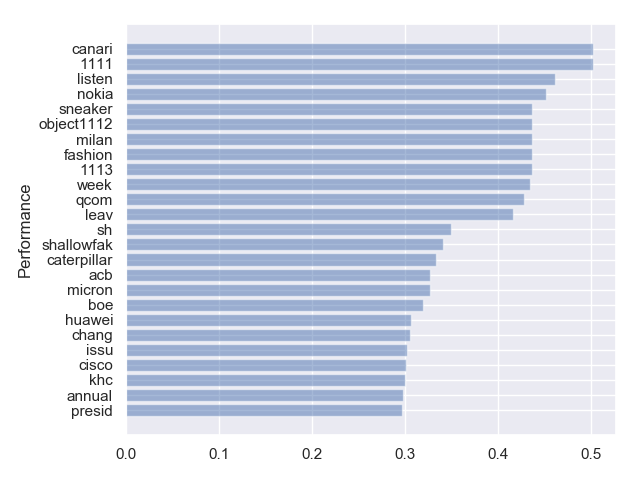 canari
1111
listen
nokia
sneaker
object1112
milan
fashion
1113
week
qcom
leav
sh
shallowfak
caterpillar
acb
micron
boe
huawei
chang
issu
cisco
khc
annual
presid
Performance
0.0 0.1 0.2 0.3 0.4 0.5